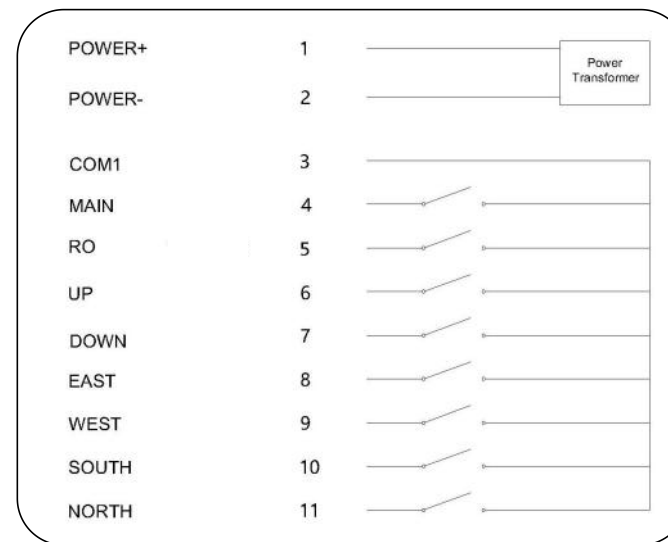 POWER+ 1
Power
Transformer
POWER- 2
COM1 3
MAIN 4
RO 5
UP 6
DOWN 7
EAST 8
WEST 9
SOUTH 10
NORTH 11